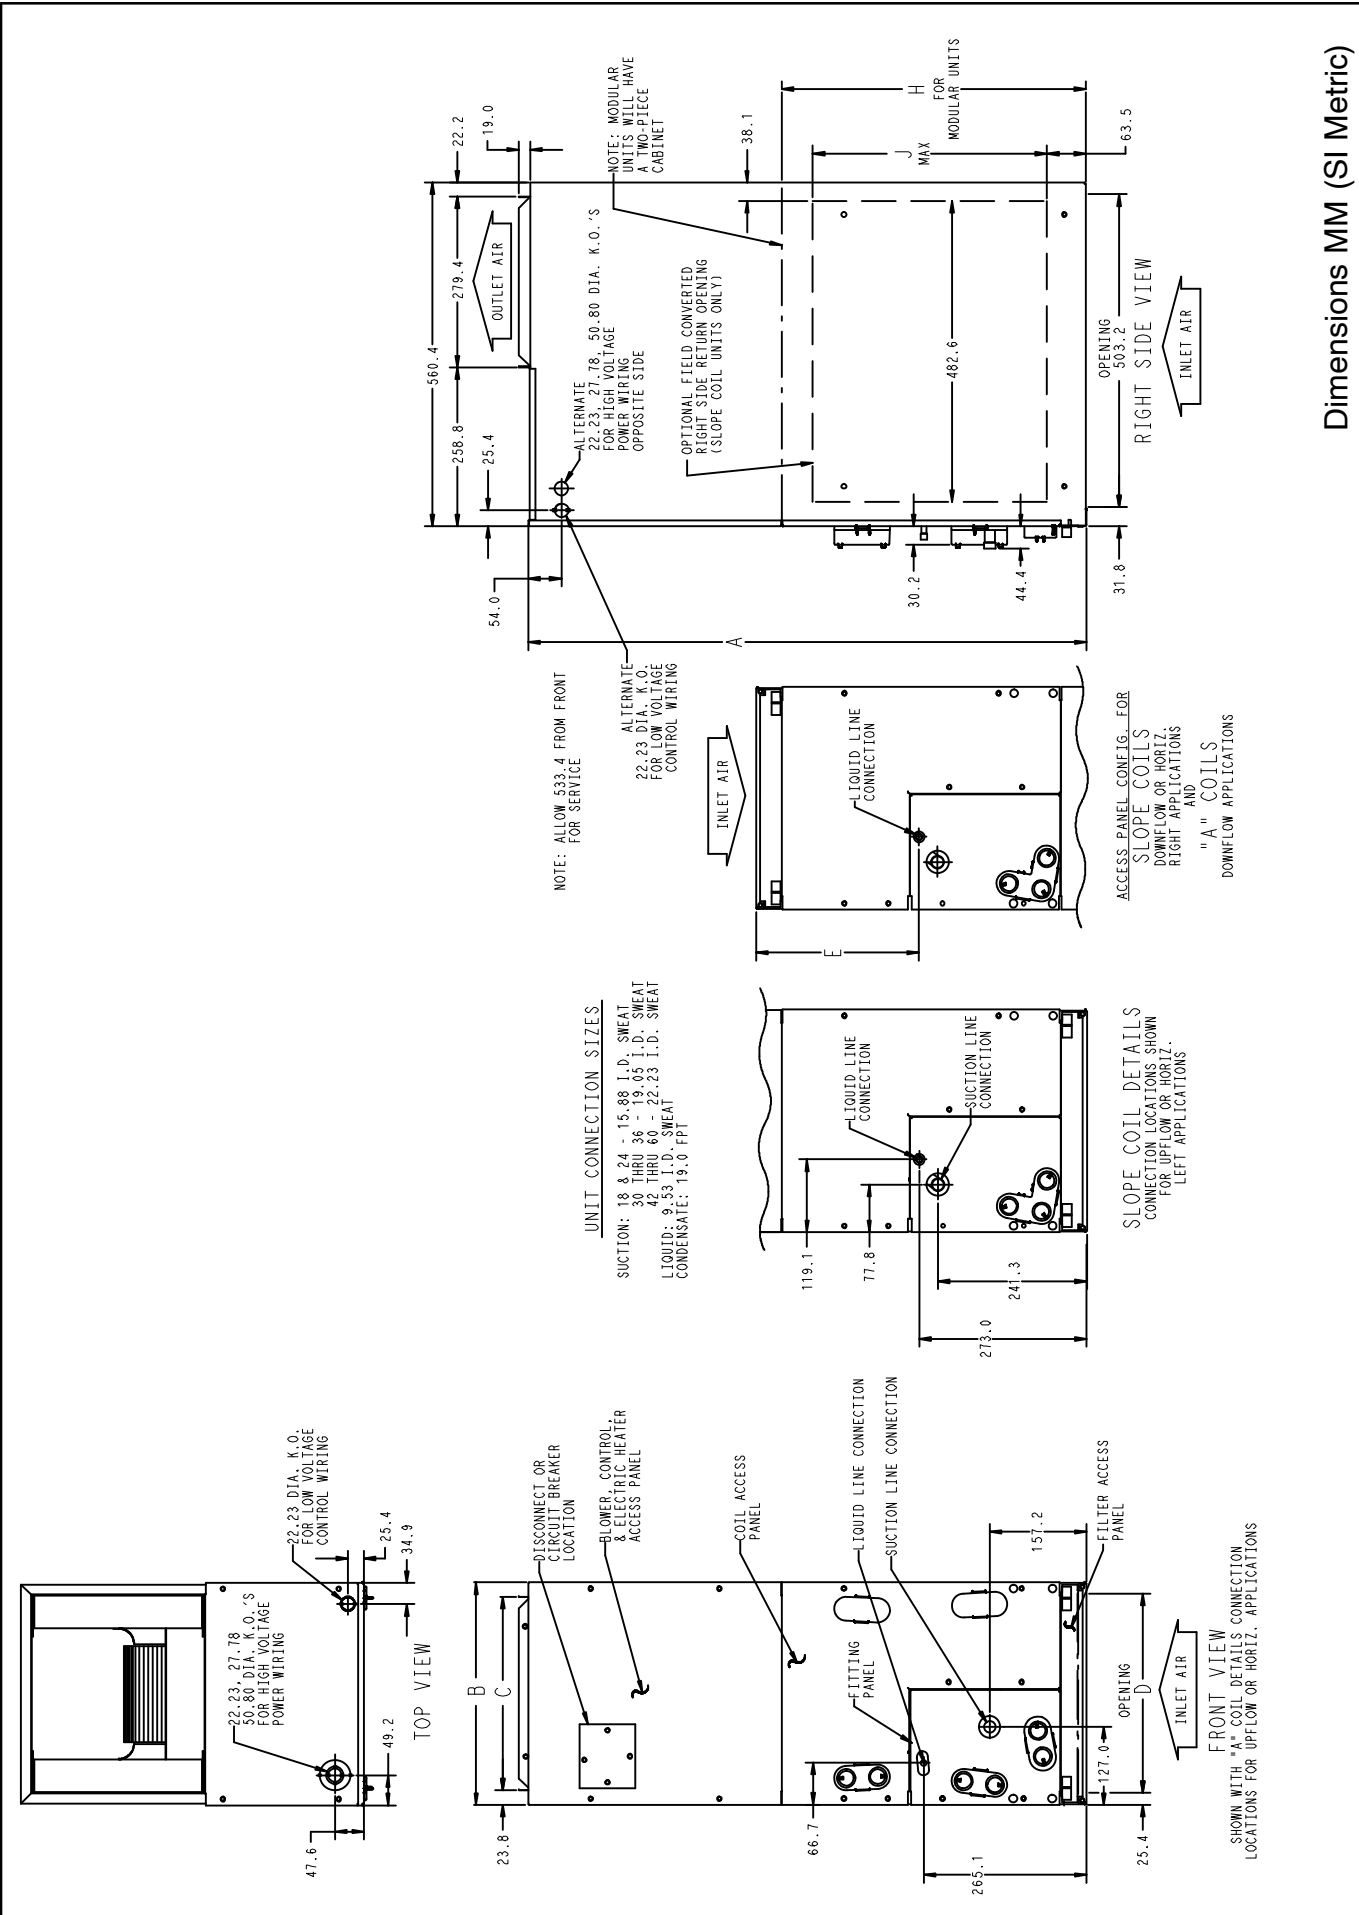 Dimensions MM (SI Metric)
22.23, 27.78
50.80 DIA. K.O.'S
FOR HIGH VOLTAGE
POWER WIRING
22.23 DIA. K.O.
FOR LOW VOLTAGE
CONTROL WIRING
47.6
49.2
25.4
34.9
TOP VIEW
B
C
23.8
DISCONNECT OR
CIRCUIT BREAKER
LOCATION
BLOWER, CONTROL,
& ELECTRIC HEATER
ACCESS PANEL
COIL ACCESS
PANEL
FITTING
PANEL
LIQUID LINE CONNECTION
SUCTION LINE CONNECTION
66.7
265.1
127.0
157.2
FILTER ACCESS
PANEL
OPENING
D
25.4
INLET AIR
FRONT VIEW
SHOWN WITH "A" COIL DETAILS CONNECTION
LOCATIONS FOR UPFLOW OR HORIZ. APPLICATIONS
UNIT CONNECTION SIZES
SUCTION: 18 & 24 - 15.88 I.D. SWEAT
30 THRU 36 - 19.05 I.D. SWEAT
42 THRU 60 - 22.23 I.D. SWEAT
LIQUID: 9.53 I.D. SWEAT
CONDENSATE: 19.0 FPT
119.1
77.8
LIQUID LINE
CONNECTION
SUCTION LINE
CONNECTION
241.3
273.0
SLOPE COIL DETAILS
CONNECTION LOCATIONS SHOWN
FOR UPFLOW OR HORIZ.
LEFT APPLICATIONS
NOTE: ALLOW 533.4 FROM FRONT
FOR SERVICE
INLET AIR
E
LIQUID LINE
CONNECTION
ACCESS PANEL CONFIG. FOR
SLOPE COILS
DOWNFLOW OR HORIZ.
RIGHT APPLICATIONS
AND
"A" COILS
DOWNFLOW APPLICATIONS
560.4
22.2
258.8
279.4
19.0
25.4
54.0
OUTLET AIR
ALTERNATE
22.23, 27.78, 50.80 DIA. K.O.'S
FOR HIGH VOLTAGE
POWER WIRING
OPPOSITE SIDE
NOTE: MODULAR
UNITS WILL HAVE
A TWO-PIECE
CABINET
ALTERNATE
22.23 DIA. K.O.
FOR LOW VOLTAGE
CONTROL WIRING
OPTIONAL FIELD CONVERTED
RIGHT SIDE RETURN OPENING
(SLOPE COIL UNITS ONLY)
A
38.1
H
FOR
MODULAR UNITS
J
MAX
482.6
30.2
44.4
31.8
63.5
OPENING
503.2
RIGHT SIDE VIEW
INLET AIR